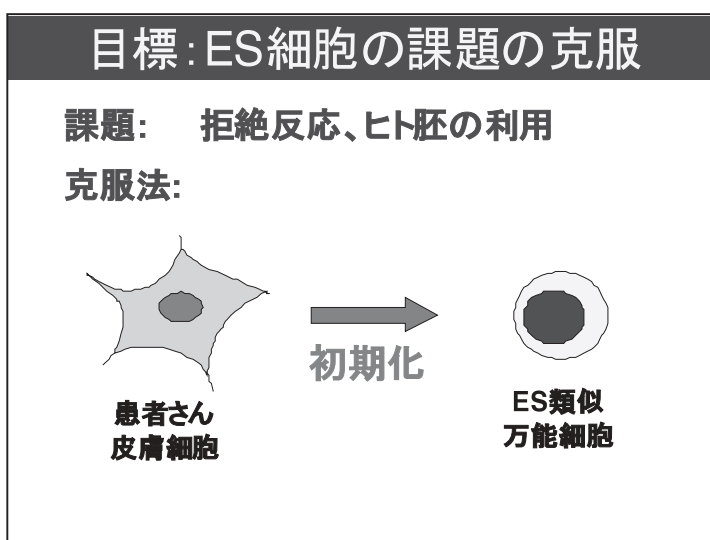 目標:ES細胞の課題の克服
課題: 拒絶反応、ヒト胚の利用
克服法:
初期化
患者さん
皮膚細胞
ES類似
万能細胞